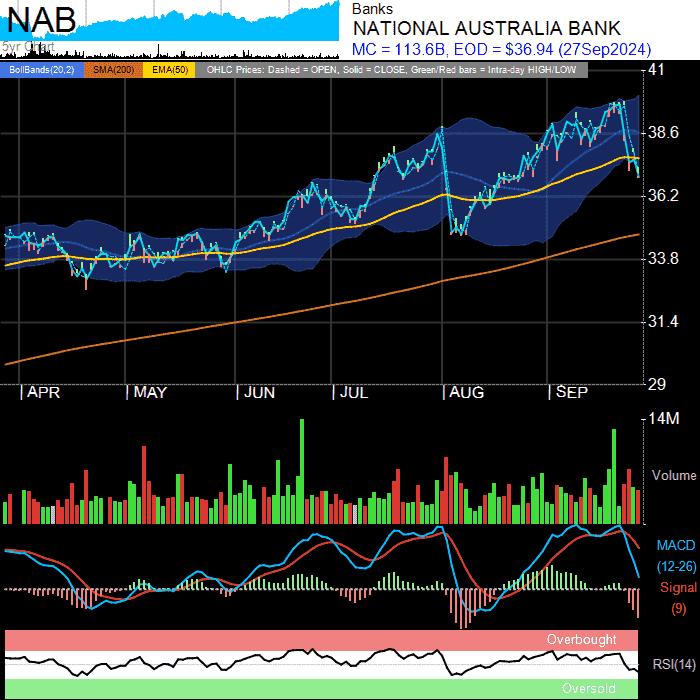 NAB
5yr Chart
Banks
NATIONAL AUSTRALIA BANK
MC = 113.6B, EOD = $36.94 (27Sep2024)
BollBands(20,2) SMA(200) EMA(50) OHLC Prices: Dashed = OPEN, Solid = CLOSE, Green/Red bars = Intra-day HIGH/LOW
41
38.6
36.2
33.8
31.4
29
APR MAY JUN JUL AUG SEP
14M
Volume
MACD
(12-26)
Signal
(9)
Overbought
RSI(14)
Oversold